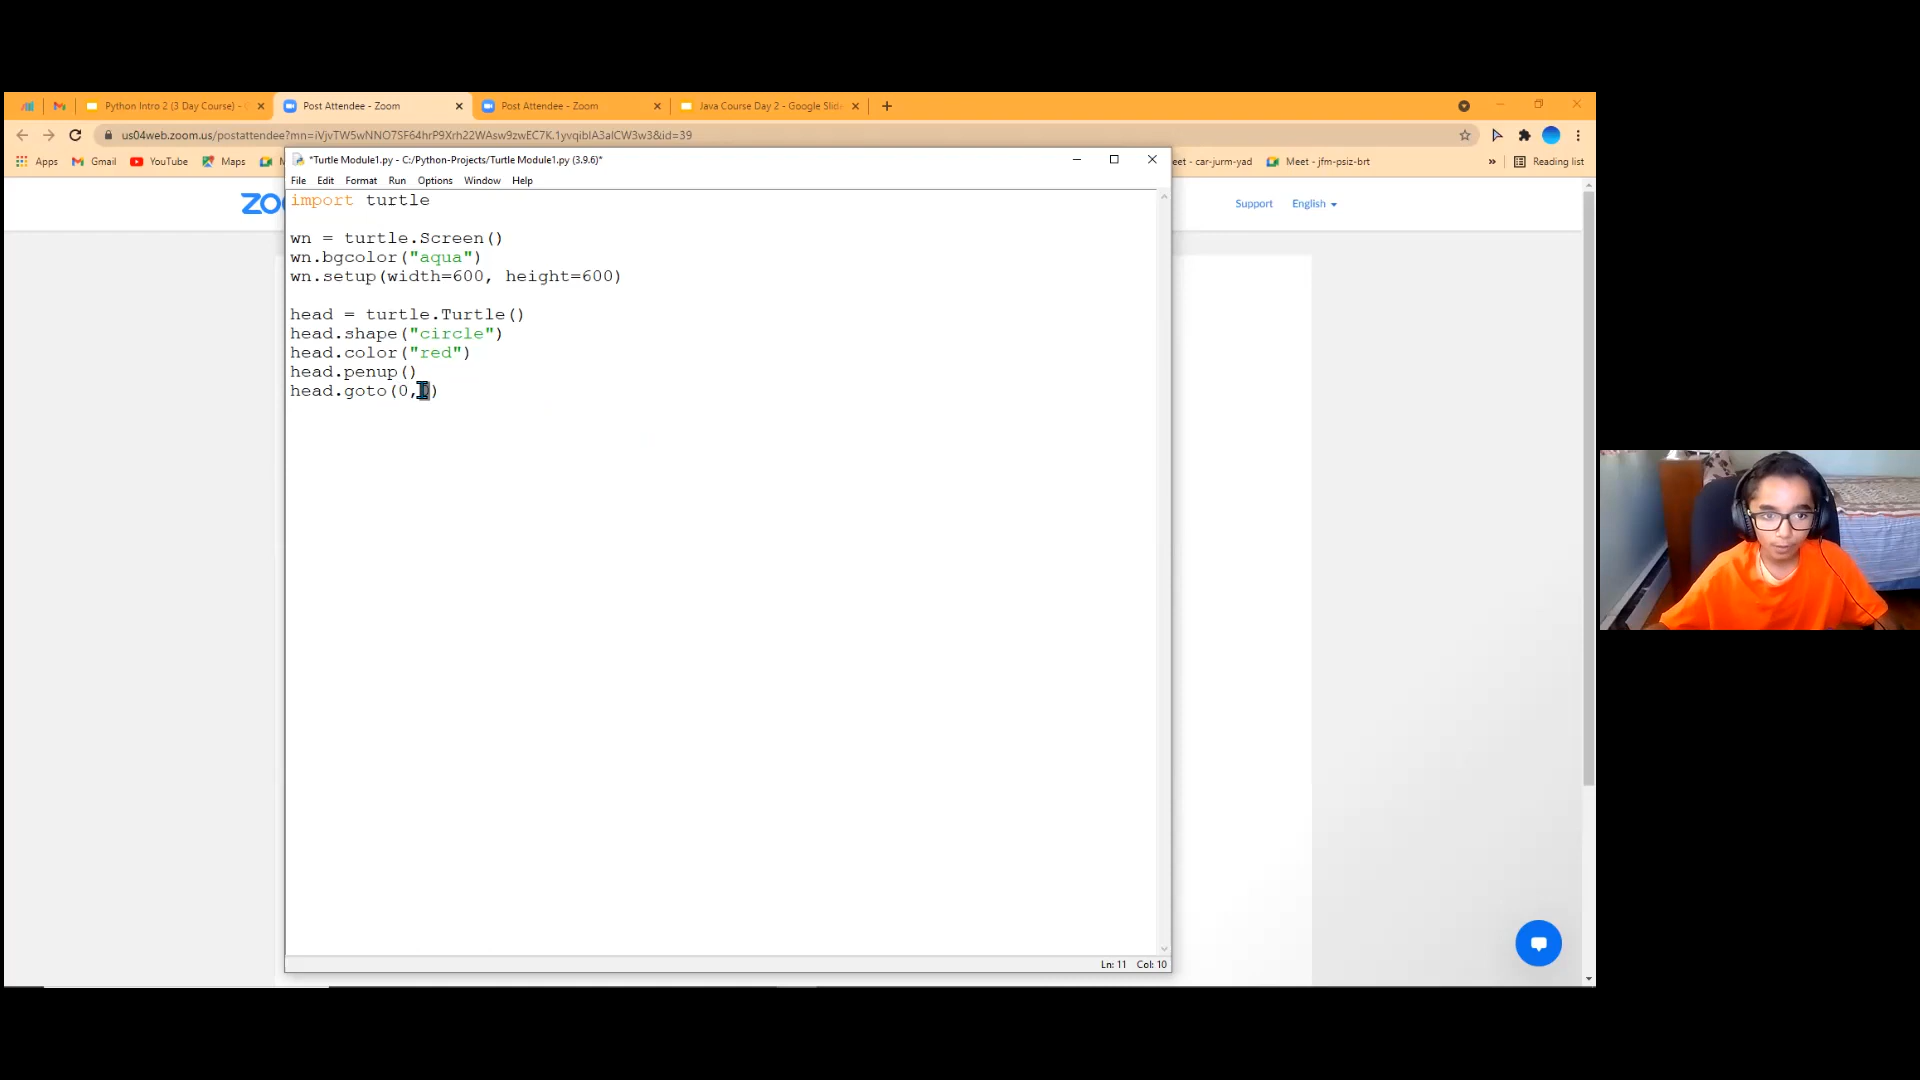 Python Intro 2 (3 Day Course) -
Post Attendee - Zoom
Post Attendee - Zoom
Java Course Day 2 - Google Slid
us04web.zoom.us/postattendee?mn=iVjvTW5wNNO7SF64hrP9Xrh22WAsw9zwEC7K.1yvqiblA3alCW3w3&id=39
Apps
Gmail
YouTube
Maps
eet - car-jurm-yad
Meet - jfm-psiz-brt
»
Reading list
*Turtle Module1.py - C:/Python-Projects/Turtle Module1.py (3.9.6)*
File Edit Format Run Options Window Help
Support
English
import turtle
wn = turtle.Screen()
wn.bgcolor("aqua")
wn.setup(width=600, height=600)
head = turtle.Turtle()
head.shape("circle")
head.color("red")
head.penup()
head.goto(0,
Ln: 11 Col: 10